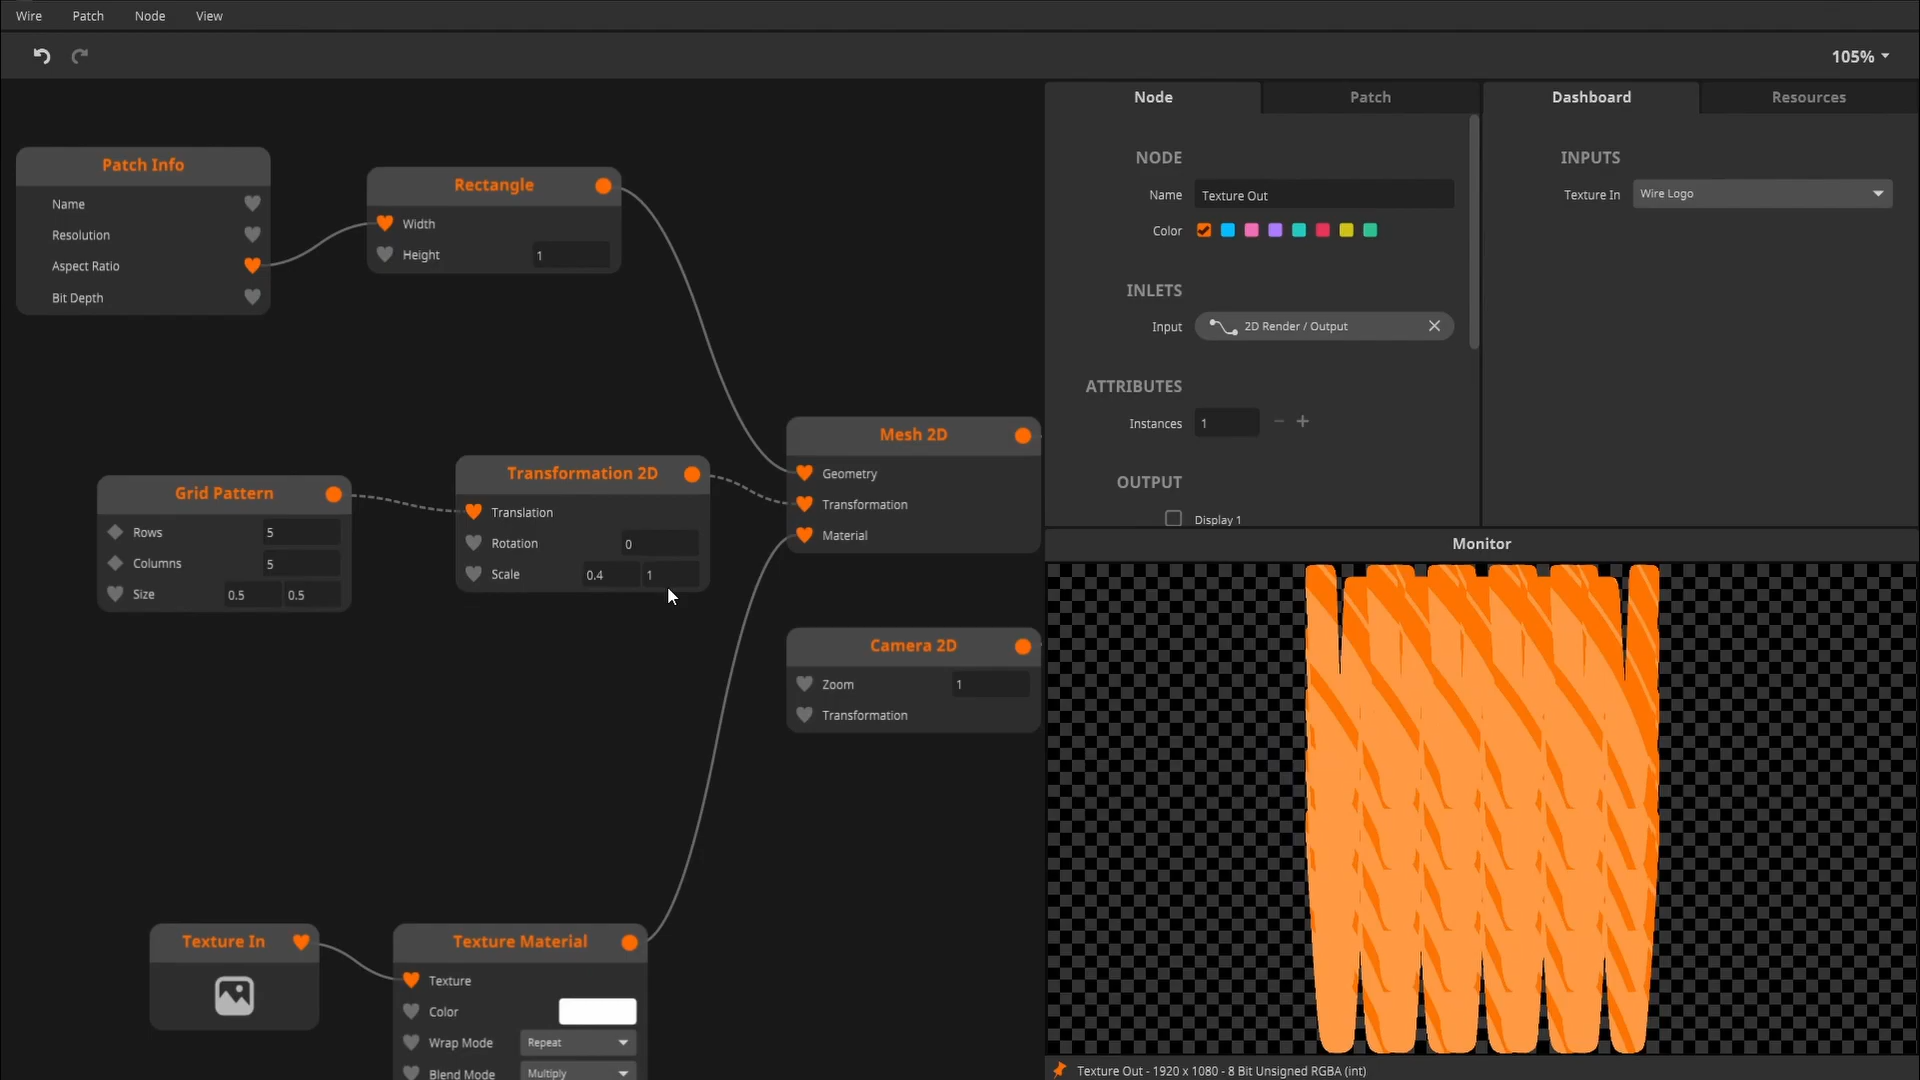 Wire Patch Node View
105%
Node Patch
Dashboard Resources
Patch Info
Name
Resolution
Aspect Ratio
Bit Depth
Rectangle
Width
Height 1
Grid Pattern
Rows 5
Columns 5
Size 0.5 0.5
Transformation 2D
Translation
Rotation 0
Scale 0.4 1
Mesh 2D
Geometry
Transformation
Material
Camera 2D
Zoom 1
Transformation
Texture In
Texture Material
Texture
Color
Wrap Mode Repeat
Blend Mode Multiply
NODE
Name Texture Out
Color
INLETS
Input 2D Render / Output
ATTRIBUTES
Instances 1
OUTPUT
Display 1
INPUTS
Texture In Wire Logo
Monitor
Texture Out - 1920 x 1080 - 8 Bit Unsigned RGBA (int)